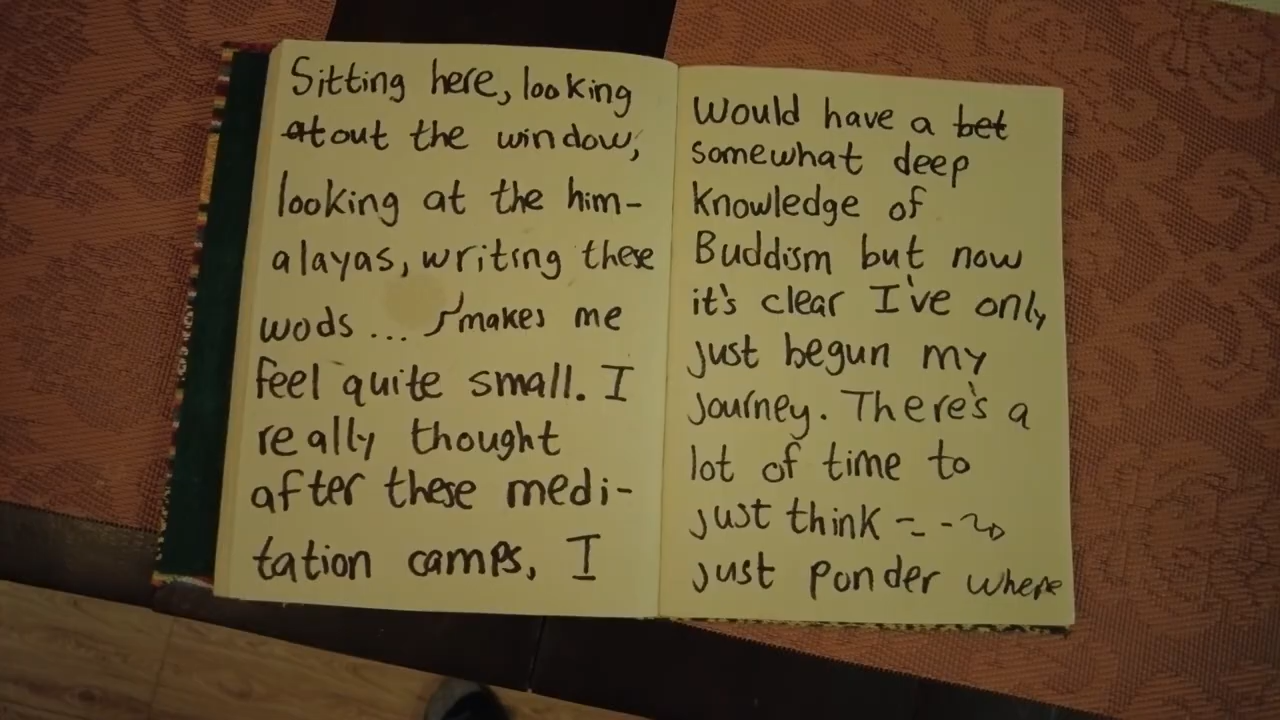 Sitting here, looking
at out the window,
looking at the him-
alayas, writing these
wods... makes me
feel quite small. I
really thought
after these medi-
tation camps, I
would have a bet
somewhat deep
knowledge of
Buddism but now
it's clear I've only
just begun my
journey. There's a
lot of time to
just think - -
just ponder where